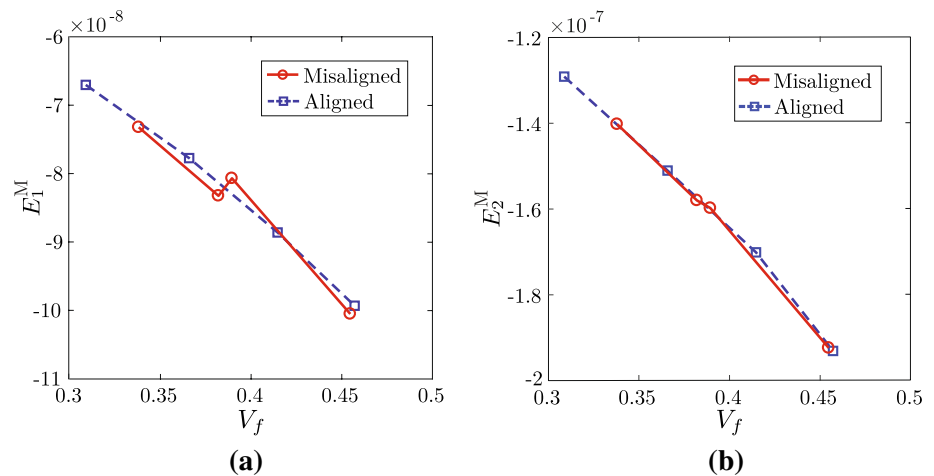 ×10⁻⁸
-6
-7
-8
-9
-10
-11
0.3
0.35
0.4
0.45
0.5
E₁ᴹ
V_f
Misaligned
Aligned
(a)
×10⁻⁷
-1.2
-1.4
-1.6
-1.8
-2
0.3
0.35
0.4
0.45
0.5
E₂ᴹ
V_f
Misaligned
Aligned
(b)